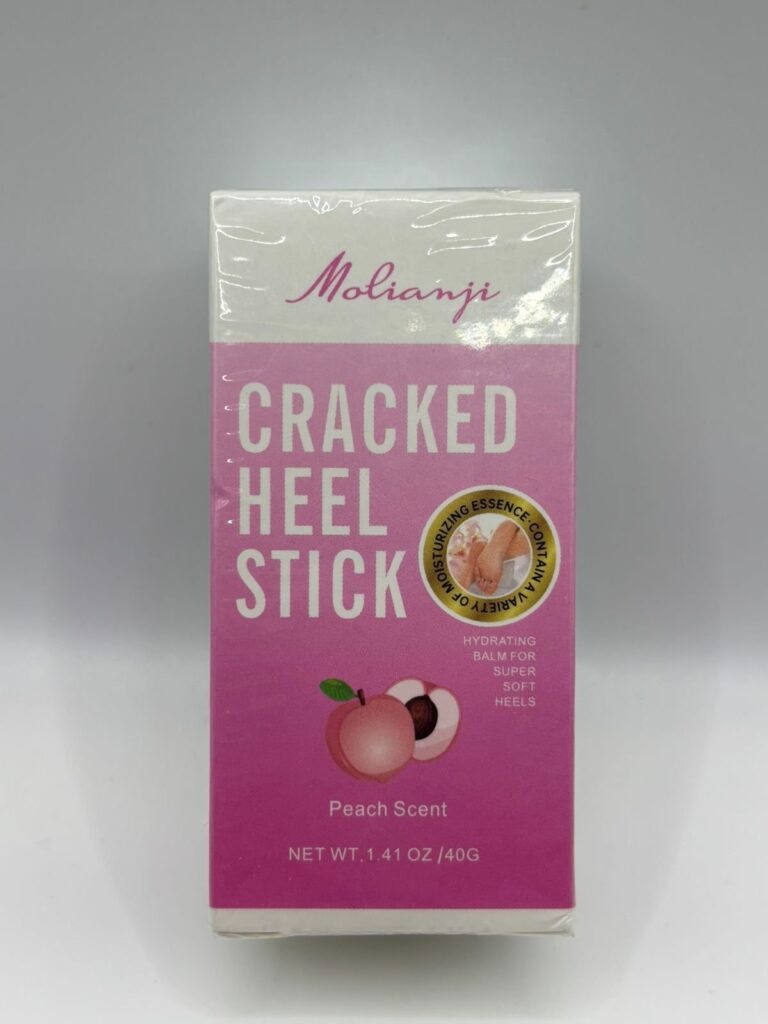 Molianji
CRACKED
HEEL
STICK
MOISTURIZING ESSENCE·CONTAIN A VARIETY OF
HYDRATING
BALM FOR
SUPER
SOFT
HEELS
Peach Scent
NET WT.1.41 OZ /40G